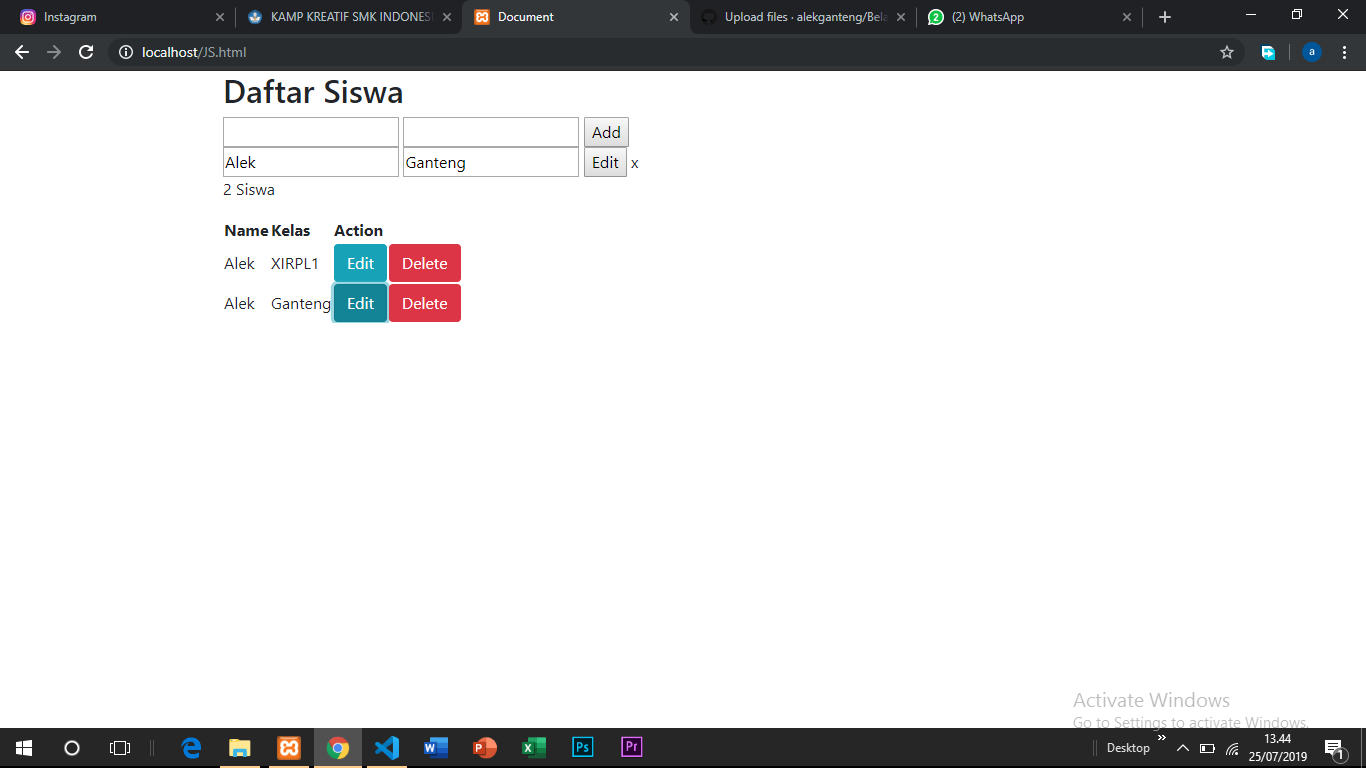 Instagram
KAMP KREATIF SMK INDONESI
Document
Upload files · alekganteng/Bela
(2) WhatsApp
localhost/JS.html
a
Daftar Siswa
Add
Alek Ganteng Edit x
2 Siswa
Name Kelas Action
Alek XIRPL1 Edit Delete
Alek Ganteng Edit Delete
Activate Windows
Go to Settings to activate Windows.
Desktop
13.44
25/07/2019
1